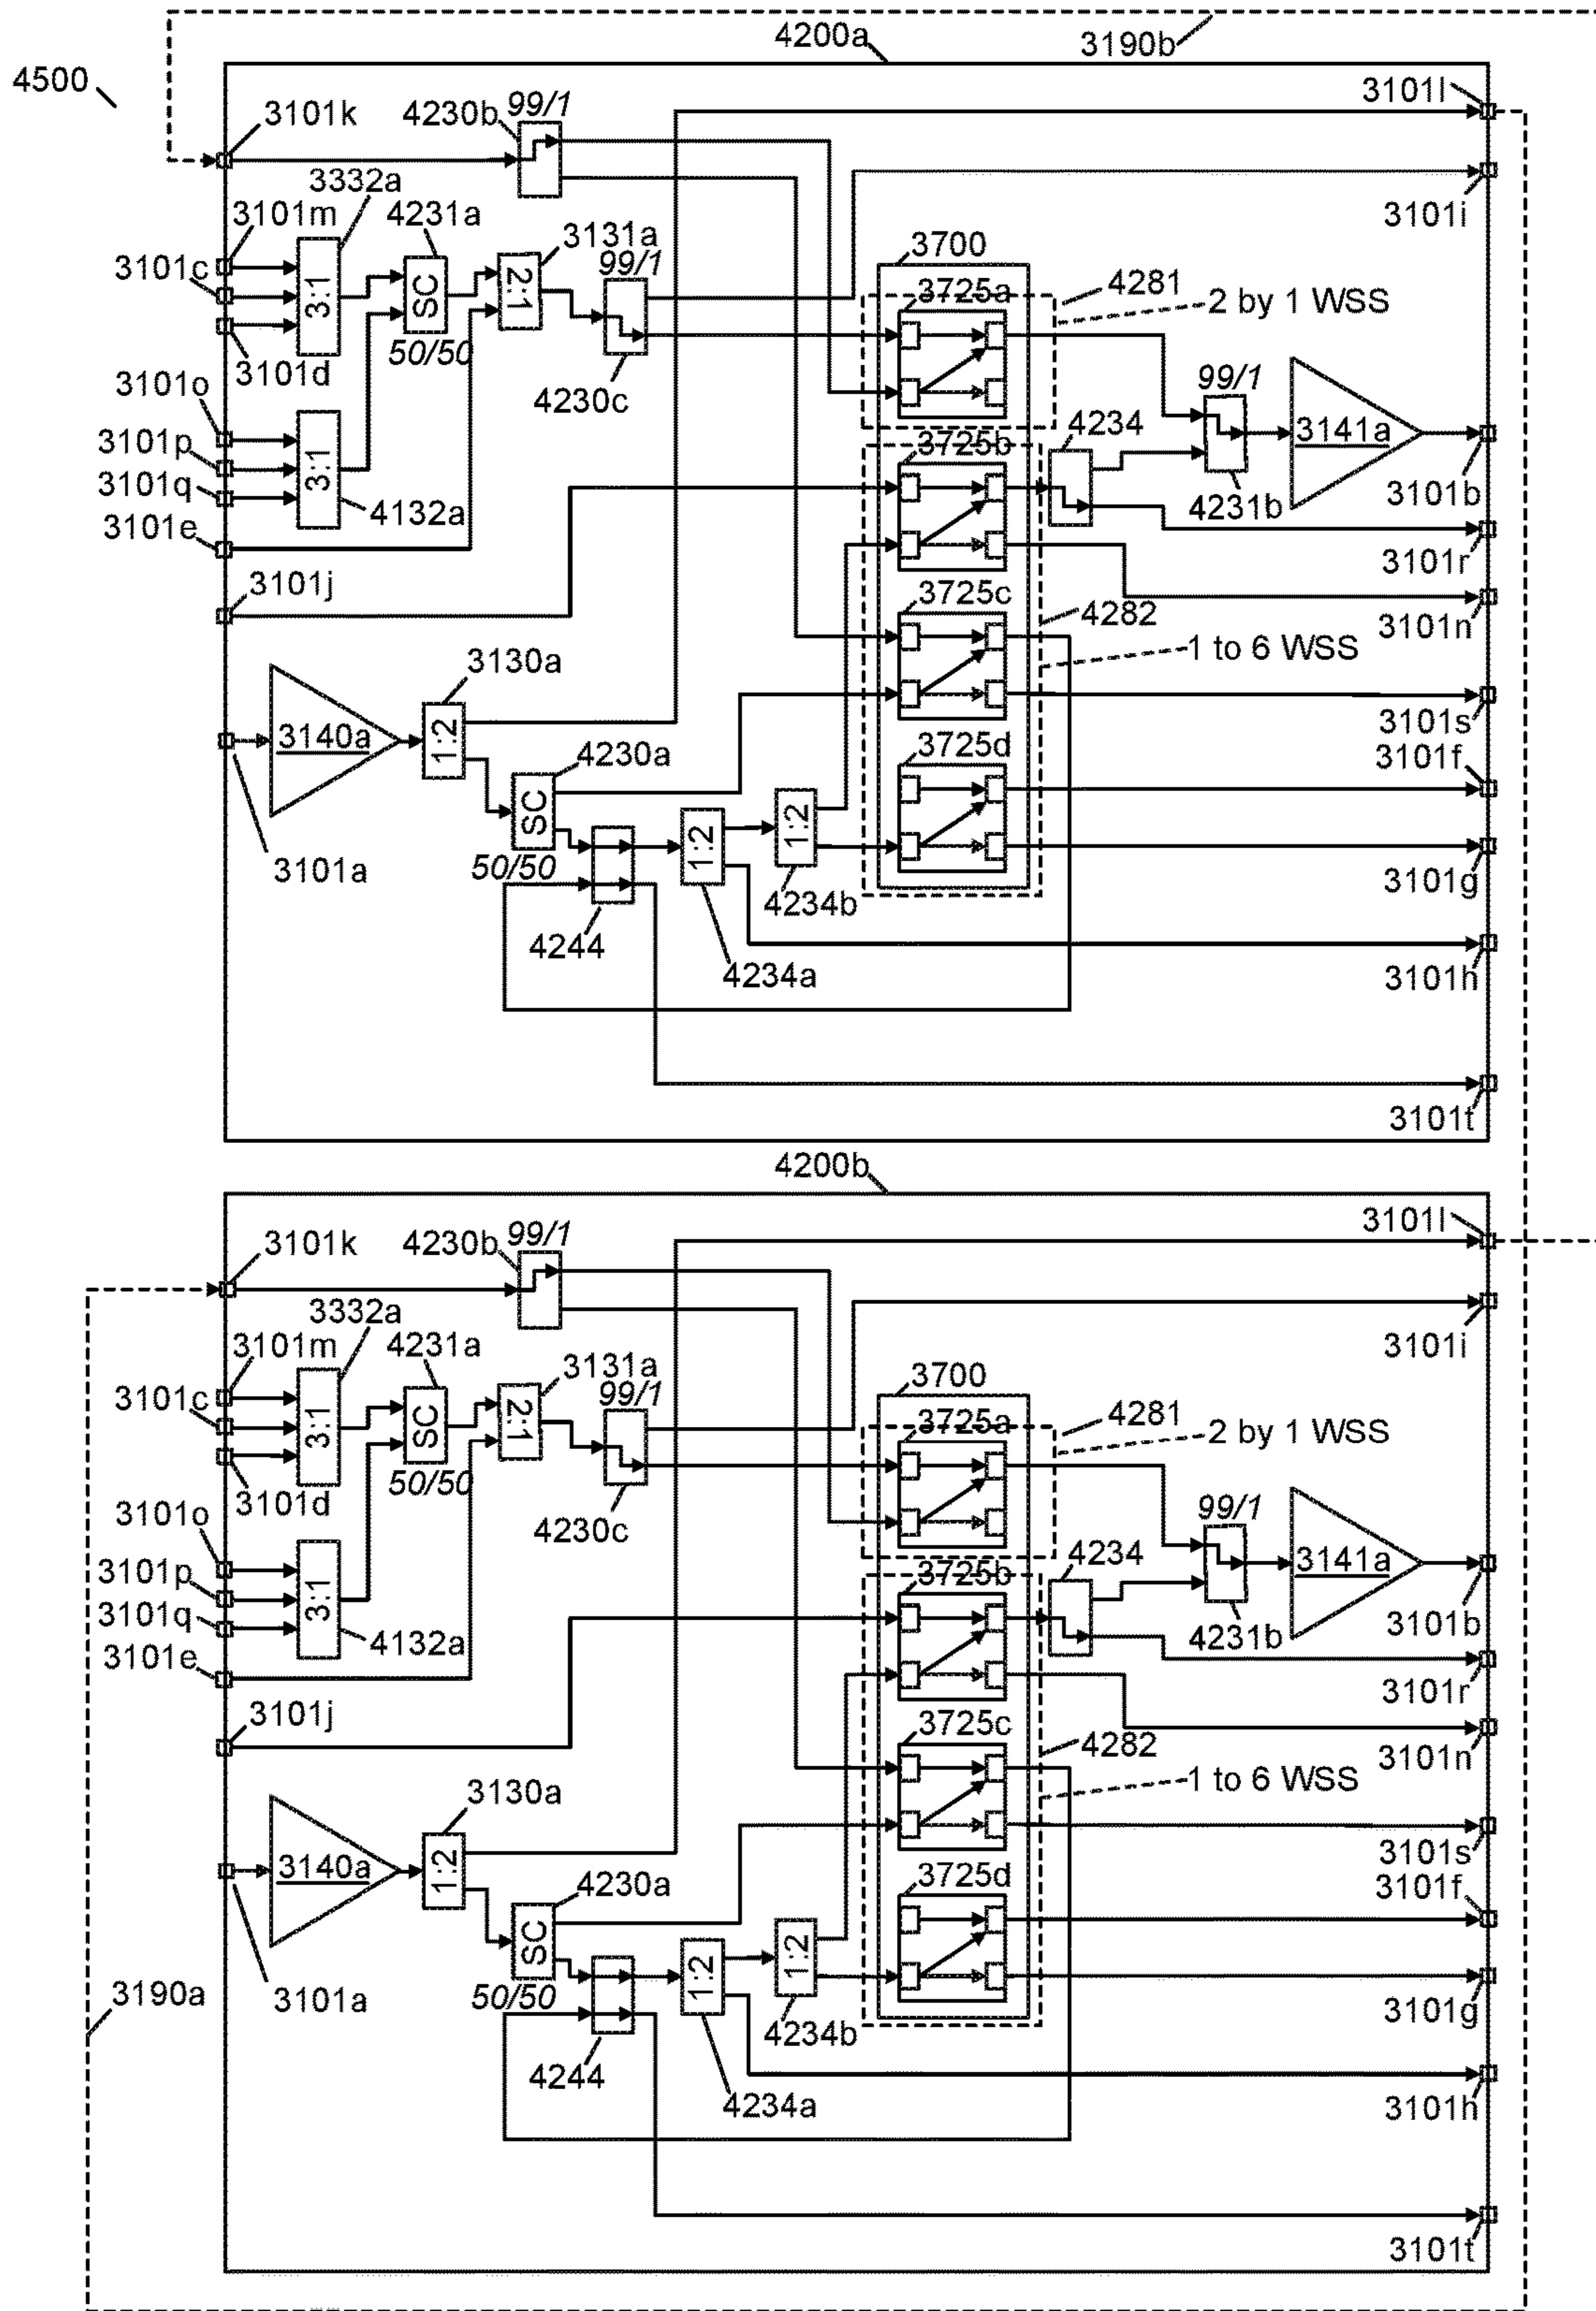 4200a
3190b
4500
3101l
3101k
4230b
99/1
3332a
3101i
3101m
4231a
3131a
99/1
3101c
3700
3:1
SC
2:1
3725a
4281
2 by 1 WSS
50/50
3101d
99/1
4230c
3101o
4234
3141a
3101p
3725b
3:1
3101q
4132a
4231b
3101b
3101e
3101r
3101j
3725c
4282
3101n
1 to 6 WSS
3130a
3101s
3140a
1:2
3725d
4230a
3101f
SC
1:2
1:2
50/50
3101a
3101g
4234b
4244
4234a
3101h
3101t
4200b
3101l
3101k
4230b
99/1
3332a
3101i
3101m
4231a
3131a
99/1
3101c
3700
3:1
SC
2:1
3725a
4281
2 by 1 WSS
50/50
3101d
99/1
3101o
4230c
4234
3141a
3101p
3725b
3:1
3101q
4132a
4231b
3101b
3101e
3101r
3101j
3725c
4282
3101n
1 to 6 WSS
3130a
3101s
3140a
1:2
3725d
4230a
3101f
SC
1:2
1:2
3190a
3101a
50/50
3101g
4234b
4244
4234a
3101h
3101t